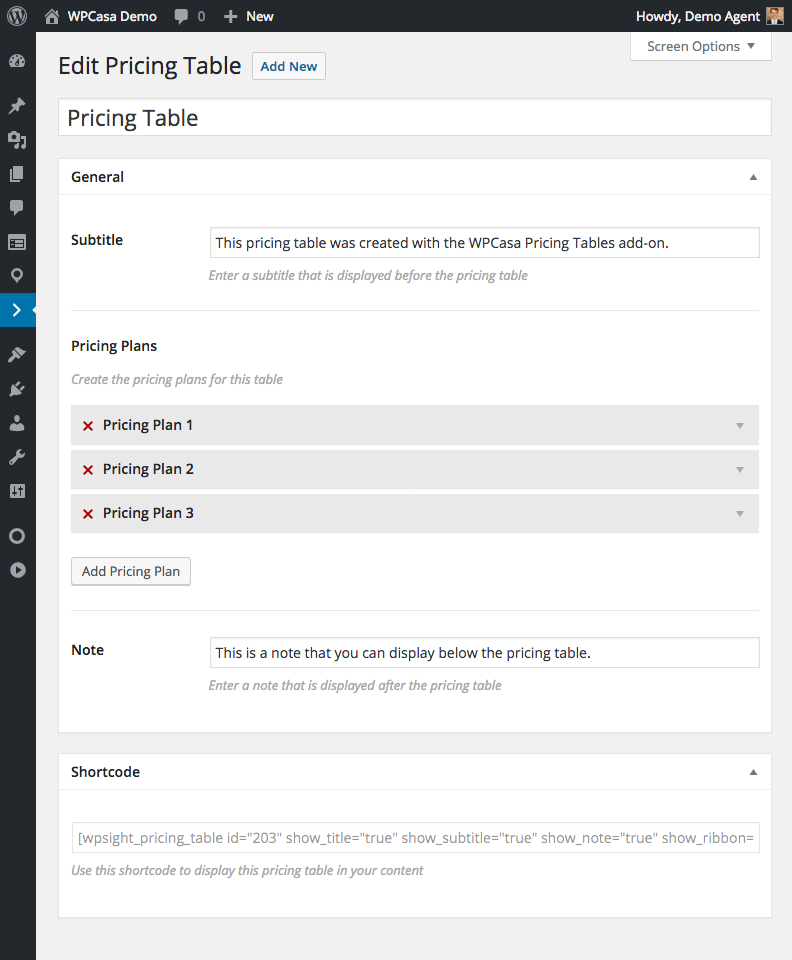 WPCasa Demo 0 New Howdy, Demo Agent
Screen Options
Edit Pricing Table Add New
Pricing Table
General
Subtitle This pricing table was created with the WPCasa Pricing Tables add-on.
Enter a subtitle that is displayed before the pricing table
Pricing Plans
Create the pricing plans for this table
Pricing Plan 1
Pricing Plan 2
Pricing Plan 3
Add Pricing Plan
Note This is a note that you can display below the pricing table.
Enter a note that is displayed after the pricing table
Shortcode
[wpsight_pricing_table id="203" show_title="true" show_subtitle="true" show_note="true" show_ribbon=
Use this shortcode to display this pricing table in your content